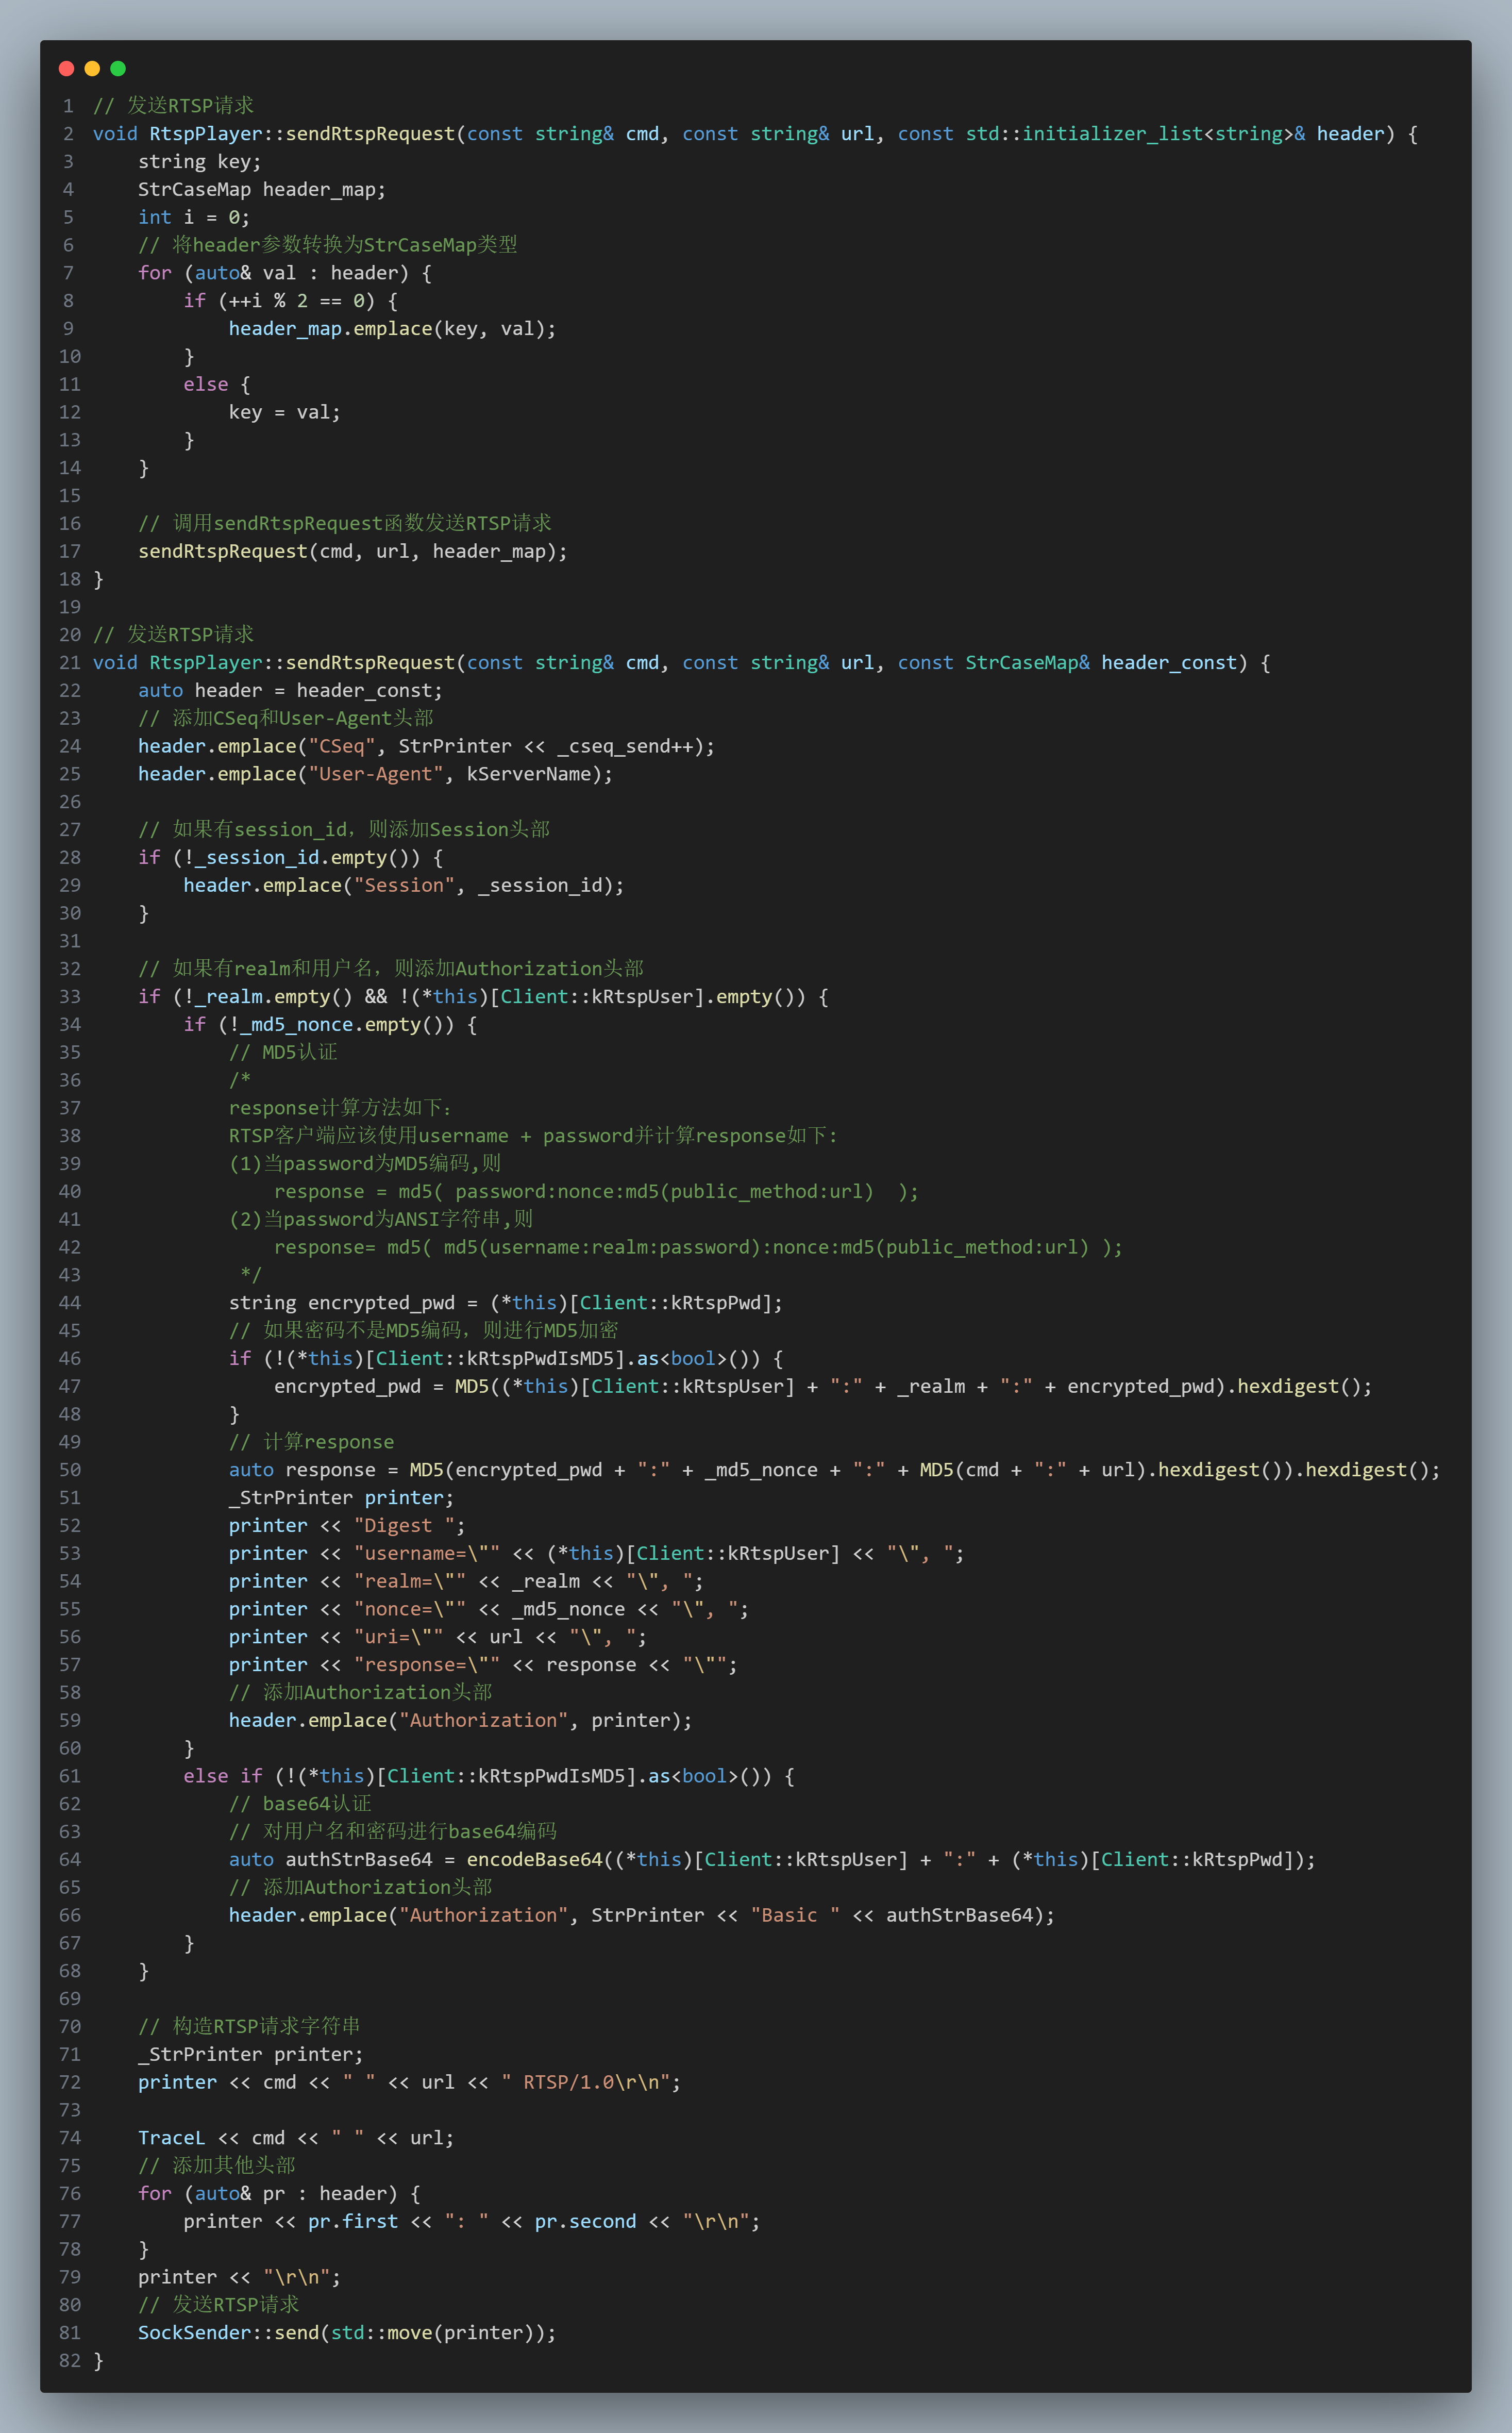 1 // 发送RTSP请求
2 void RtspPlayer::sendRtspRequest(const string& cmd, const string& url, const std::initializer_list<string>& header) {
3     string key;
4     StrCaseMap header_map;
5     int i = 0;
6     // 将header参数转换为StrCaseMap类型
7     for (auto& val : header) {
8         if (++i % 2 == 0) {
9             header_map.emplace(key, val);
10         }
11         else {
12             key = val;
13         }
14     }
15
16     // 调用sendRtspRequest函数发送RTSP请求
17     sendRtspRequest(cmd, url, header_map);
18 }
19
20 // 发送RTSP请求
21 void RtspPlayer::sendRtspRequest(const string& cmd, const string& url, const StrCaseMap& header_const) {
22     auto header = header_const;
23     // 添加CSeq和User-Agent头部
24     header.emplace("CSeq", StrPrinter << _cseq_send++);
25     header.emplace("User-Agent", kServerName);
26
27     // 如果有session_id，则添加Session头部
28     if (!_session_id.empty()) {
29         header.emplace("Session", _session_id);
30     }
31
32     // 如果有realm和用户名，则添加Authorization头部
33     if (!_realm.empty() && !(*this)[Client::kRtspUser].empty()) {
34         if (!_md5_nonce.empty()) {
35             // MD5认证
36             /*
37             response计算方法如下：
38             RTSP客户端应该使用username + password并计算response如下:
39             (1)当password为MD5编码,则
40                 response = md5( password:nonce:md5(public_method:url)  );
41             (2)当password为ANSI字符串,则
42                 response= md5( md5(username:realm:password):nonce:md5(public_method:url) );
43              */
44             string encrypted_pwd = (*this)[Client::kRtspPwd];
45             // 如果密码不是MD5编码，则进行MD5加密
46             if (!(*this)[Client::kRtspPwdIsMD5].as<bool>()) {
47                 encrypted_pwd = MD5((*this)[Client::kRtspUser] + ":" + _realm + ":" + encrypted_pwd).hexdigest();
48             }
49             // 计算response
50             auto response = MD5(encrypted_pwd + ":" + _md5_nonce + ":" + MD5(cmd + ":" + url).hexdigest()).hexdigest();
51             _StrPrinter printer;
52             printer << "Digest ";
53             printer << "username=\"" << (*this)[Client::kRtspUser] << "\", ";
54             printer << "realm=\"" << _realm << "\", ";
55             printer << "nonce=\"" << _md5_nonce << "\", ";
56             printer << "uri=\"" << url << "\", ";
57             printer << "response=\"" << response << "\"";
58             // 添加Authorization头部
59             header.emplace("Authorization", printer);
60         }
61         else if (!(*this)[Client::kRtspPwdIsMD5].as<bool>()) {
62             // base64认证
63             // 对用户名和密码进行base64编码
64             auto authStrBase64 = encodeBase64((*this)[Client::kRtspUser] + ":" + (*this)[Client::kRtspPwd]);
65             // 添加Authorization头部
66             header.emplace("Authorization", StrPrinter << "Basic " << authStrBase64);
67         }
68     }
69
70     // 构造RTSP请求字符串
71     _StrPrinter printer;
72     printer << cmd << " " << url << " RTSP/1.0\r\n";
73
74     TraceL << cmd << " " << url;
75     // 添加其他头部
76     for (auto& pr : header) {
77         printer << pr.first << ": " << pr.second << "\r\n";
78     }
79     printer << "\r\n";
80     // 发送RTSP请求
81     SockSender::send(std::move(printer));
82 }